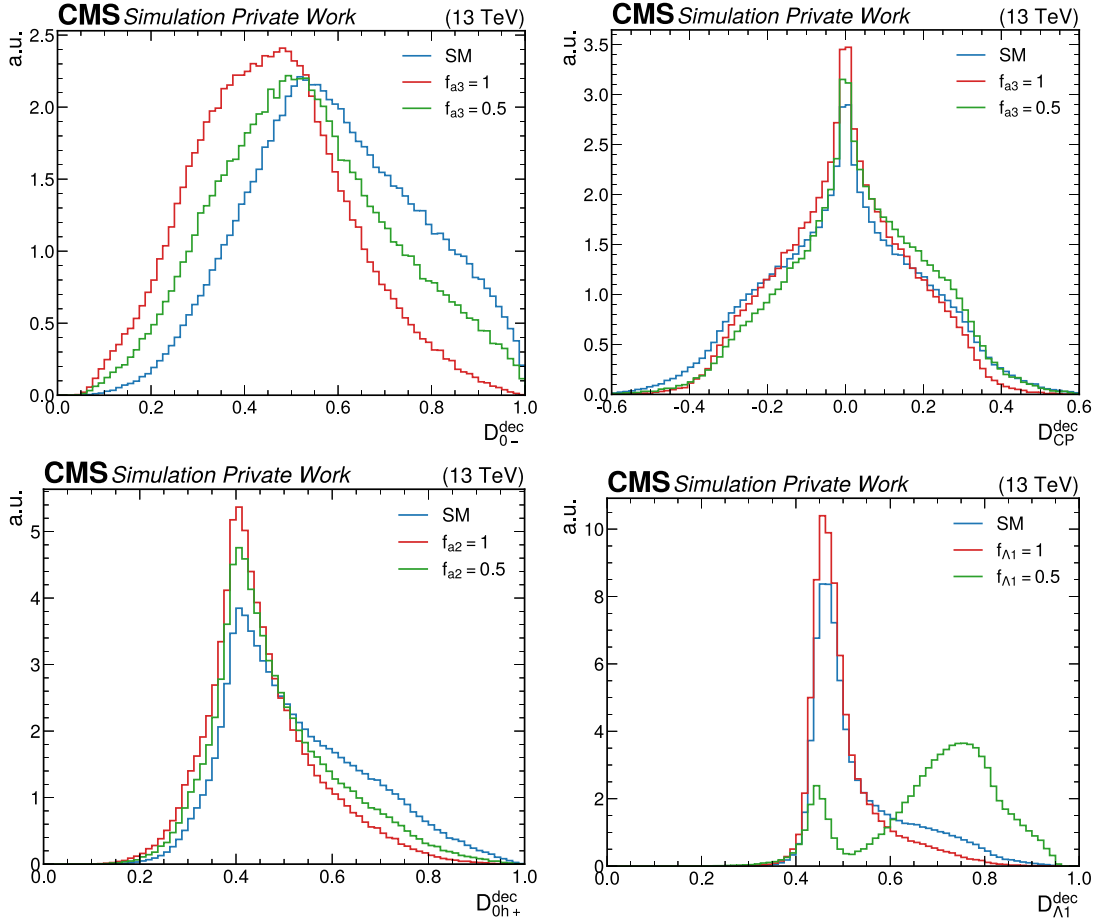 CMS Simulation Private Work (13 TeV)
a.u.
2.5
2.0
1.5
1.0
0.5
0.0
SM
f_a3 = 1
f_a3 = 0.5
0.0 0.2 0.4 0.6 0.8 1.0
D_0-^dec
CMS Simulation Private Work (13 TeV)
a.u.
3.5
3.0
2.5
2.0
1.5
1.0
0.5
0.0
SM
f_a3 = 1
f_a3 = 0.5
-0.6 -0.4 -0.2 0.0 0.2 0.4 0.6
D_CP^dec
CMS Simulation Private Work (13 TeV)
a.u.
5
4
3
2
1
0
SM
f_a2 = 1
f_a2 = 0.5
0.0 0.2 0.4 0.6 0.8 1.0
D_0h+^dec
CMS Simulation Private Work (13 TeV)
a.u.
10
8
6
4
2
0
SM
f_Λ1 = 1
f_Λ1 = 0.5
0.0 0.2 0.4 0.6 0.8 1.0
D_Λ1^dec